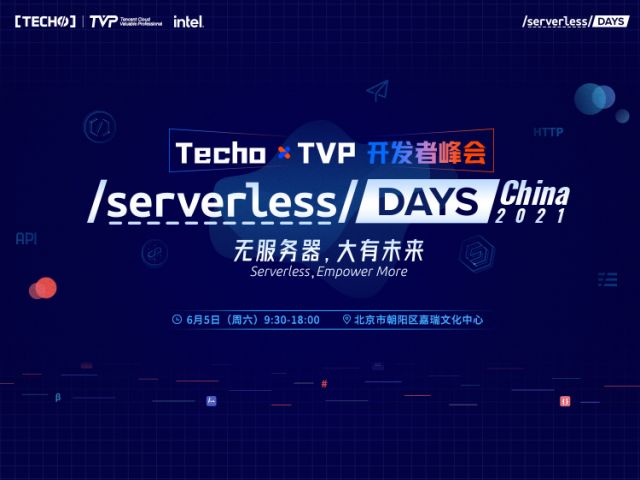 [TECHO] TVP Tencent Cloud Valuable Professional intel.
/serverless/ DAYS
HTTP
Techo TVP 开发者峰会
/serverless/ DAYS China 2021
API
无服务器,大有未来
Serverless, Empower More
6月5日（周六）9:30-18:00 北京市朝阳区嘉瑞文化中心
#
β